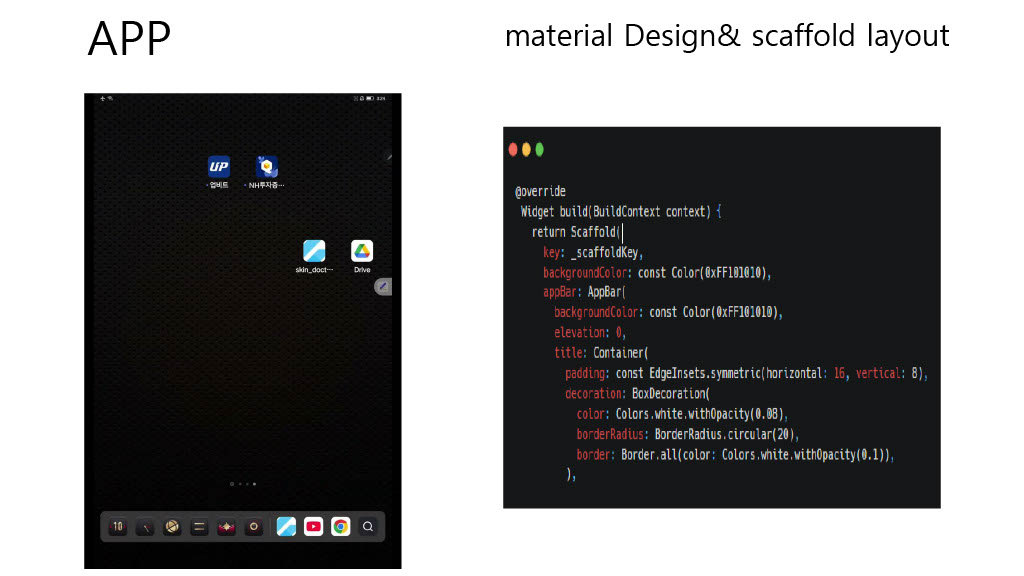 APP
material Design& scaffold layout
UP
업비트
NH투자증…
skin_doct…
Drive
10
@override
Widget build(BuildContext context) {
return Scaffold(
key: _scaffoldKey,
backgroundColor: const Color(0xFF101010),
appBar: AppBar(
backgroundColor: const Color(0xFF101010),
elevation: 0,
title: Container(
padding: const EdgeInsets.symmetric(horizontal: 16, vertical: 8),
decoration: BoxDecoration(
color: Colors.white.withOpacity(0.08),
borderRadius: BorderRadius.circular(20),
border: Border.all(color: Colors.white.withOpacity(0.1)),
),